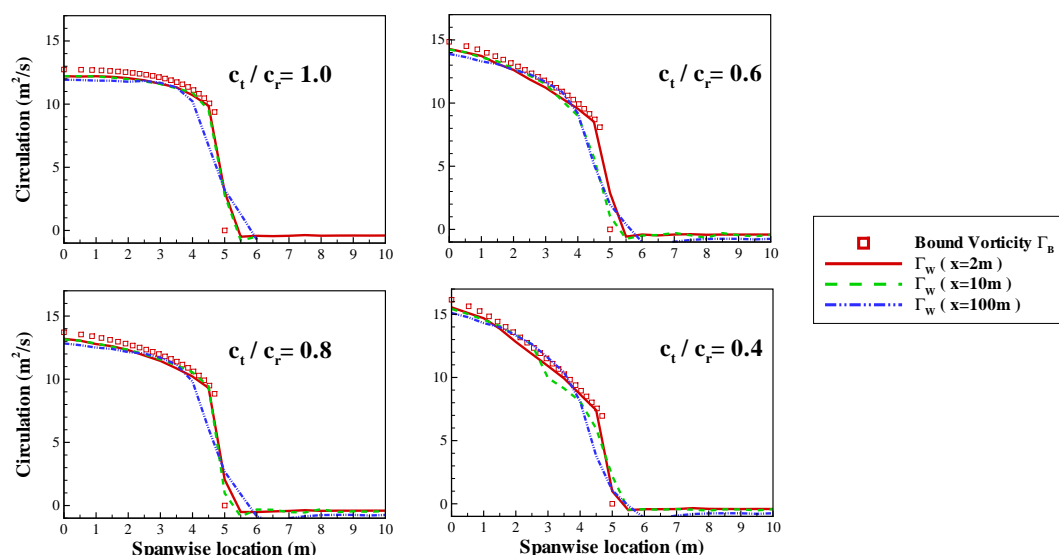 Circulation (m²/s)
15
10
5
0
c_t / c_r = 1.0
0 1 2 3 4 5 6 7 8 9 10
15
10
5
0
c_t / c_r = 0.6
0 1 2 3 4 5 6 7 8 9 10
Bound Vorticity Γ_B
Γ_W ( x=2m )
Γ_W ( x=10m )
Γ_W ( x=100m )
Circulation (m²/s)
15
10
5
0
c_t / c_r = 0.8
0 1 2 3 4 5 6 7 8 9 10
Spanwise location (m)
15
10
5
0
c_t / c_r = 0.4
0 1 2 3 4 5 6 7 8 9 10
Spanwise location (m)